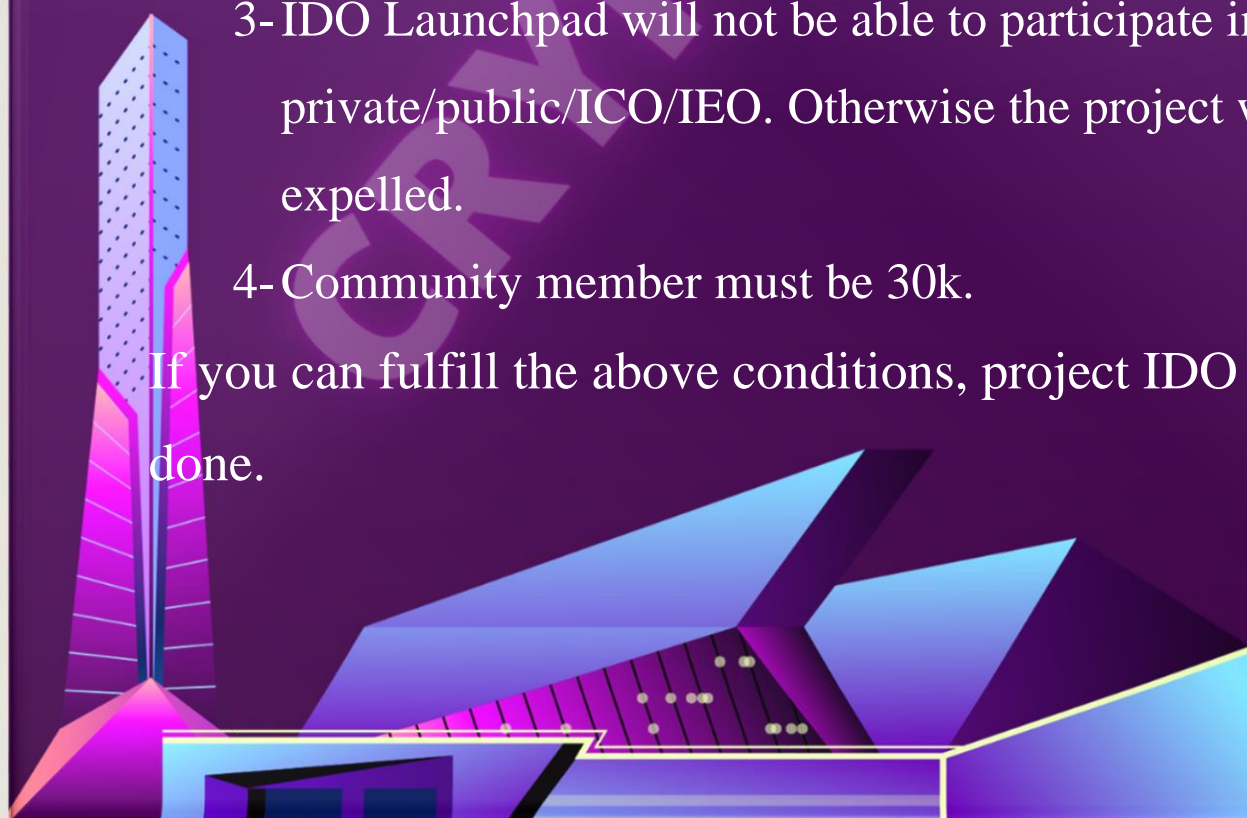 3- IDO Launchpad will not be able to participate in
private/public/ICO/IEO. Otherwise the project
expelled.
4- Community member must be 30k.
If you can fulfill the above conditions, project IDO
done.